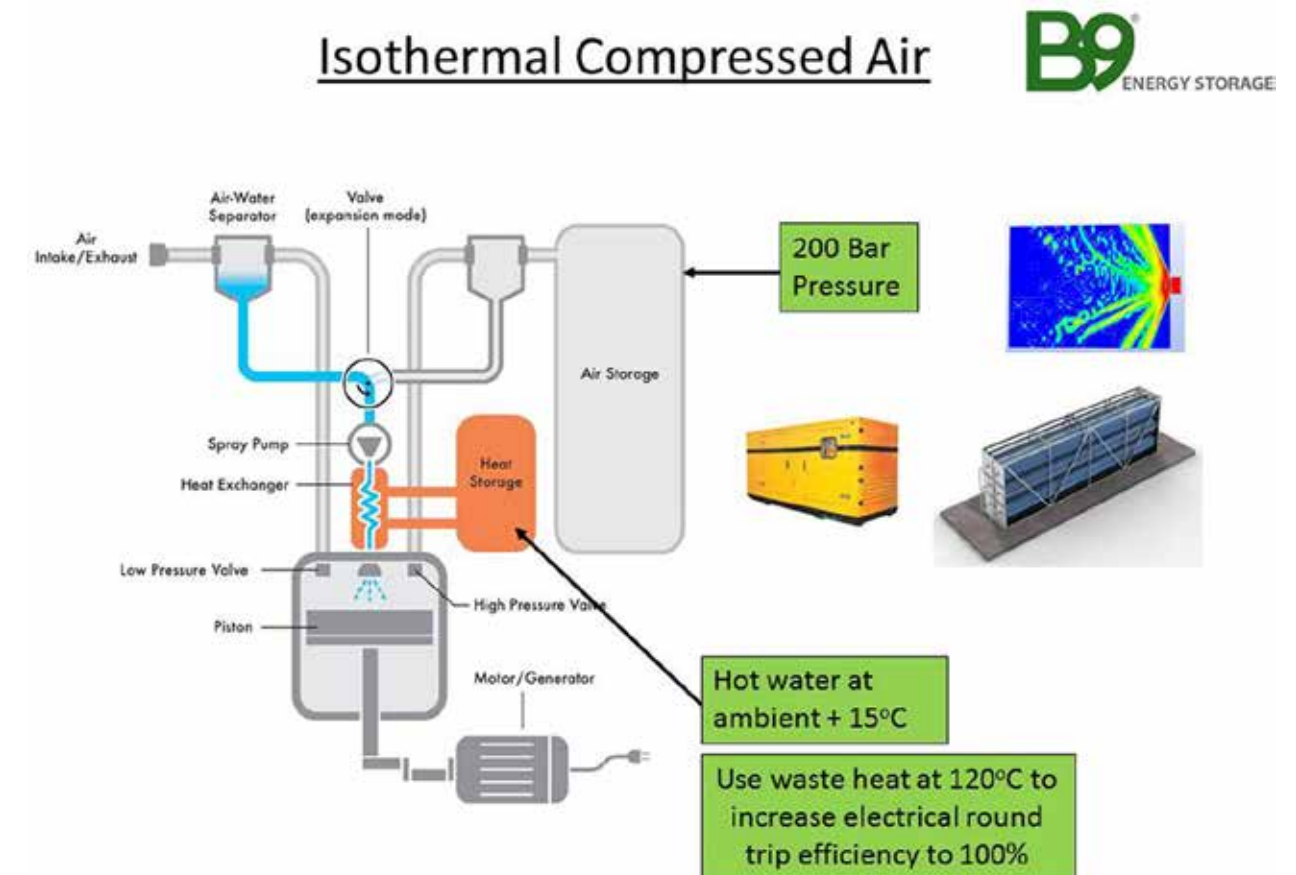 Isothermal Compressed Air
B9
ENERGY STORAGE
Air-Water
Separator
Valve
(expansion mode)
Air
Intake/Exhaust
200 Bar
Pressure
Air Storage
Spray Pump
Heat Exchanger
Heat
Storage
Low Pressure Valve
High Pressure Valve
Piston
Motor/Generator
Hot water at
ambient + 15°C
Use waste heat at 120°C to
increase electrical round
trip efficiency to 100%